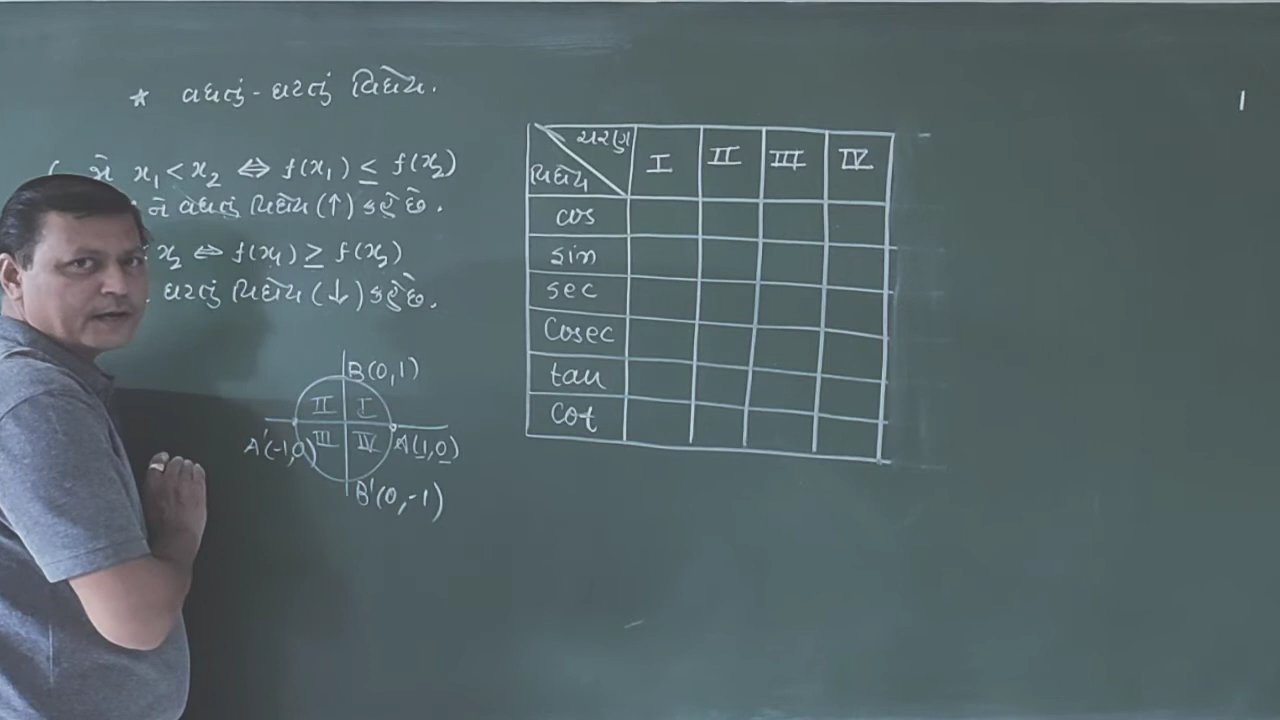 * વધતું - ઘટતું વિધેય.
જો x₁ < x₂ ⇔ f(x₁) ≤ f(x₂)
ને વધતું વિધેય (↑) કહે છે.
x₂ ⇔ f(x₁) ≥ f(x₂)
ઘટતું વિધેય (↓) કહે છે.
B(0,1)
II I
A'(-1,0) III IV A(1,0)
B'(0,-1)
ચરણ
વિધેય I II III IV
cos
sin
sec
Cosec
tan
Cot
1